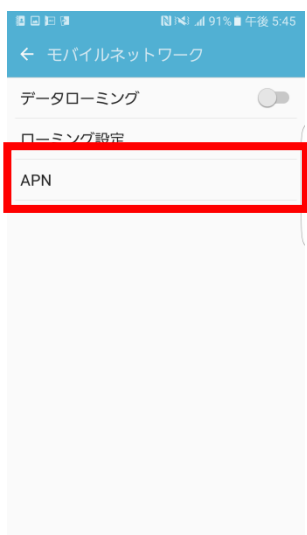 91% 午後 5:45
← モバイルネットワーク
データローミング
ローミング設定
APN